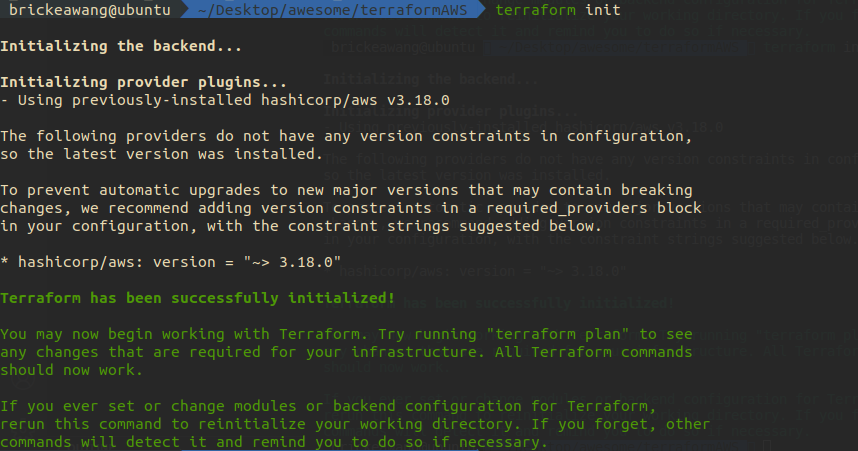 brickeawang@ubuntu ~/Desktop/awesome/terraformAWS terraform init
Initializing the backend...
Initializing provider plugins...
- Using previously-installed hashicorp/aws v3.18.0
The following providers do not have any version constraints in configuration,
so the latest version was installed.
To prevent automatic upgrades to new major versions that may contain breaking
changes, we recommend adding version constraints in a required_providers block
in your configuration, with the constraint strings suggested below.
* hashicorp/aws: version = "~> 3.18.0"
Terraform has been successfully initialized!
You may now begin working with Terraform. Try running "terraform plan" to see
any changes that are required for your infrastructure. All Terraform commands
should now work.
If you ever set or change modules or backend configuration for Terraform,
rerun this command to reinitialize your working directory. If you forget, other
commands will detect it and remind you to do so if necessary.